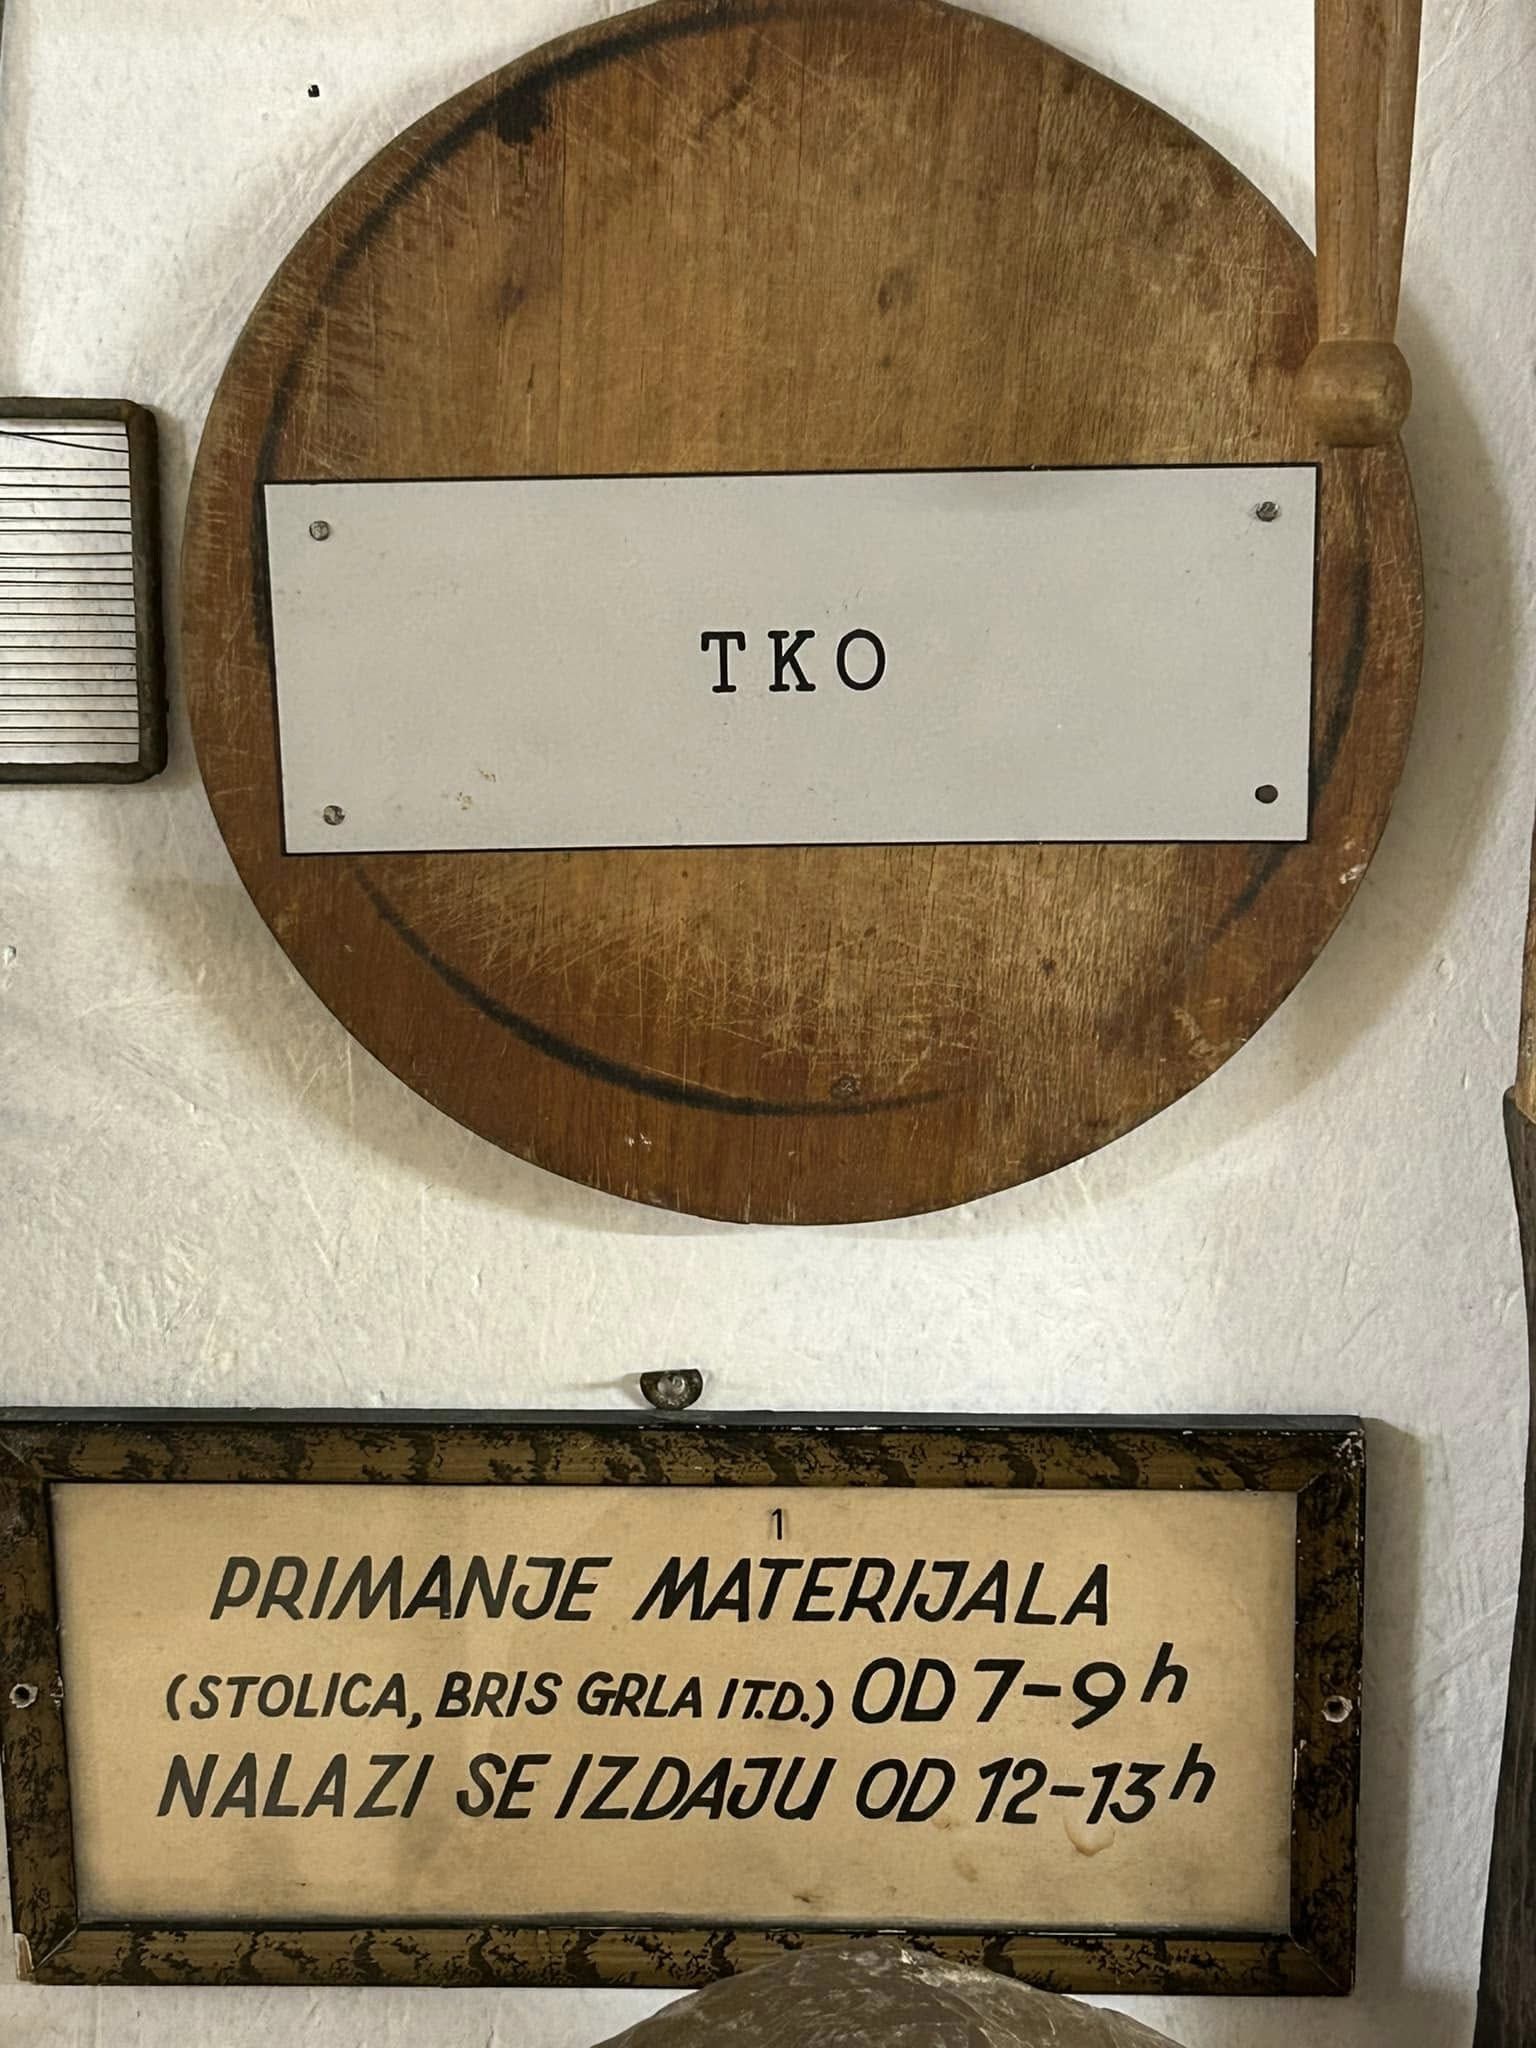 TKO
1
PRIMANJE MATERIJALA
(STOLICA, BRIS GRLA IT.D.) OD 7-9h
NALAZI SE IZDAJU OD 12-13h